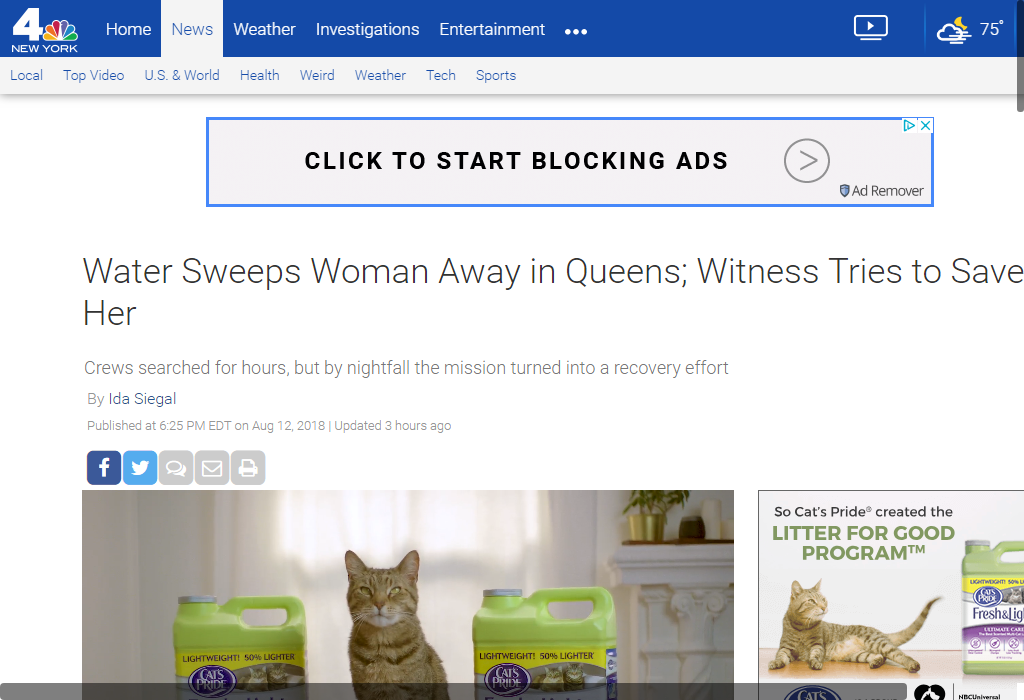 4
NEW YORK
Home
News
Weather
Investigations
Entertainment
75°
Local
Top Video
U.S. & World
Health
Weird
Weather
Tech
Sports
CLICK TO START BLOCKING ADS
Ad Remover
Water Sweeps Woman Away in Queens; Witness Tries to Save
Her
Crews searched for hours, but by nightfall the mission turned into a recovery effort
By Ida Siegal
Published at 6:25 PM EDT on Aug 12, 2018 | Updated 3 hours ago
LIGHTWEIGHT! 50% LIGHTER
CAT'S
PRIDE
LIGHTWEIGHT! 50% LIGHTER
CAT'S
PRIDE
So Cat's Pride® created the
LITTER FOR GOOD
PROGRAM™
LIGHTWEIGHT! 50% L
CAT'S
PRIDE
Fresh&Lig
ULTIMATE CARE
CAT'S
NBCUniversal